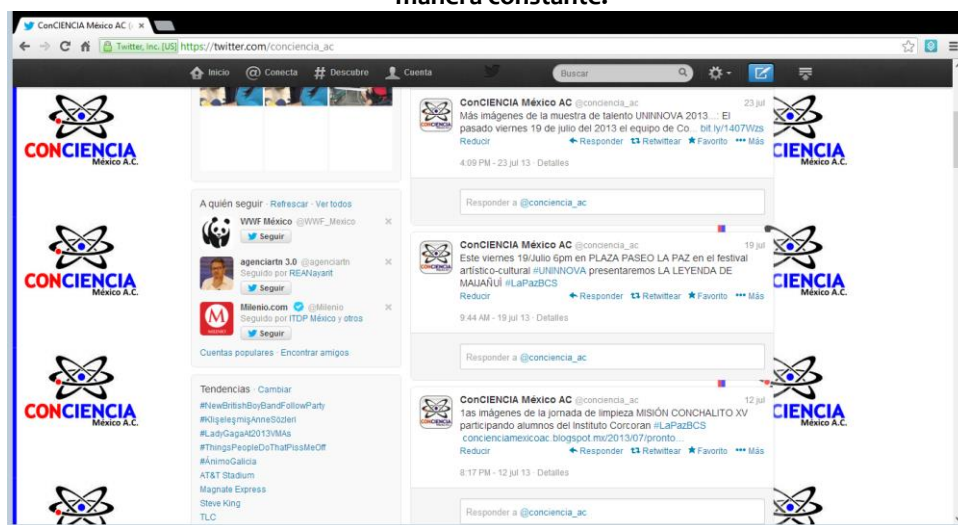 manera constante.
ConCIENCIA México AC (
Twitter, Inc. [US] https://twitter.com/conciencia_ac
Inicio Conecta Descubre Cuenta Buscar
CONCIENCIA
México A.C.
CONCIENCIA
México A.C.
CONCIENCIA
México A.C.
A quién seguir · Refrescar · Ver todos
WWF México @WWF_Mexico
Seguir
agenciartn 3.0 @agenciartn
Seguido por REANayarit
Seguir
Milenio.com @Milenio
Seguido por ITDP México y otros
Seguir
Cuentas populares · Encontrar amigos
Tendencias · Cambiar
#NewBritishBoyBandFollowParty
#KlişeleşmişAnneSözleri
#LadyGagaAt2013VMAs
#ThingsPeopleDoThatPissMeOff
#ÁnimoGalicia
AT&T Stadium
Magnate Express
Steve King
TLC
ConCIENCIA México AC @conciencia_ac 23 jul
Más imágenes de la muestra de talento UNINNOVA 2013...: El
pasado viernes 19 de julio del 2013 el equipo de Co... bit.ly/1407Wzs
Reducir Responder Retwittear Favorito Más
4:09 PM - 23 jul 13 · Detalles
Responder a @conciencia_ac
ConCIENCIA México AC @conciencia_ac 19 jul
Este viernes 19/Julio 6pm en PLAZA PASEO LA PAZ en el festival
artístico-cultural #UNINNOVA presentaremos LA LEYENDA DE
MAUAÑUÍ #LaPazBCS
Reducir Responder Retwittear Favorito Más
9:44 AM - 19 jul 13 · Detalles
Responder a @conciencia_ac
ConCIENCIA México AC @conciencia_ac 12 jul
1as imágenes de la jornada de limpieza MISIÓN CONCHALITO XV
participando alumnos del Instituto Corcoran #LaPazBCS
concienciamexicoac.blogspot.mx/2013/07/pronto...
Reducir Responder Retwittear Favorito Más
8:17 PM - 12 jul 13 · Detalles
Responder a @conciencia_ac
CIENCIA
México A.C.
CIENCIA
México A.C.
CIENCIA
México A.C.